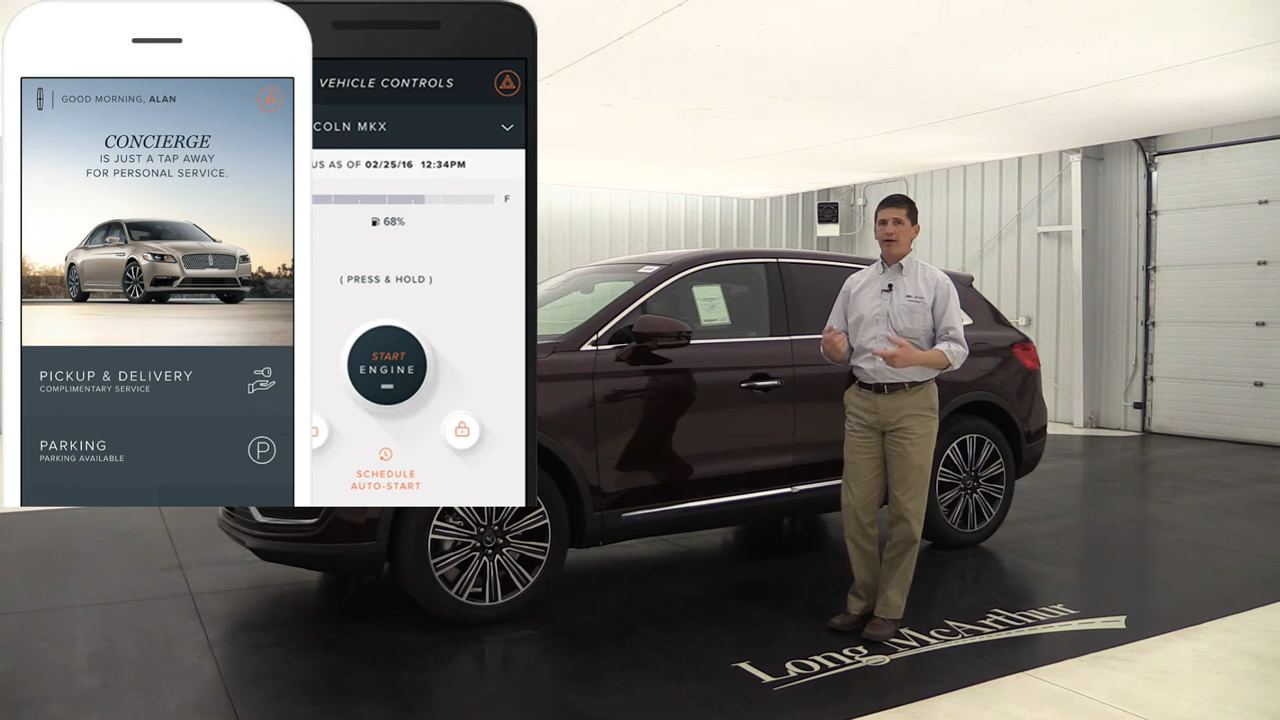 GOOD MORNING, ALAN
CONCIERGE
IS JUST A TAP AWAY
FOR PERSONAL SERVICE.
PICKUP & DELIVERY
COMPLIMENTARY SERVICE
PARKING
PARKING AVAILABLE
P
VEHICLE CONTROLS
COLN MKX
US AS OF 02/25/16 12:34PM
F
68%
( PRESS & HOLD )
START
ENGINE
SCHEDULE
AUTO-START
Long McArthur